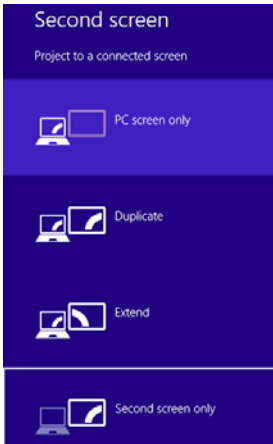 Second screen
Project to a connected screen
PC screen only
Duplicate
Extend
Second screen only